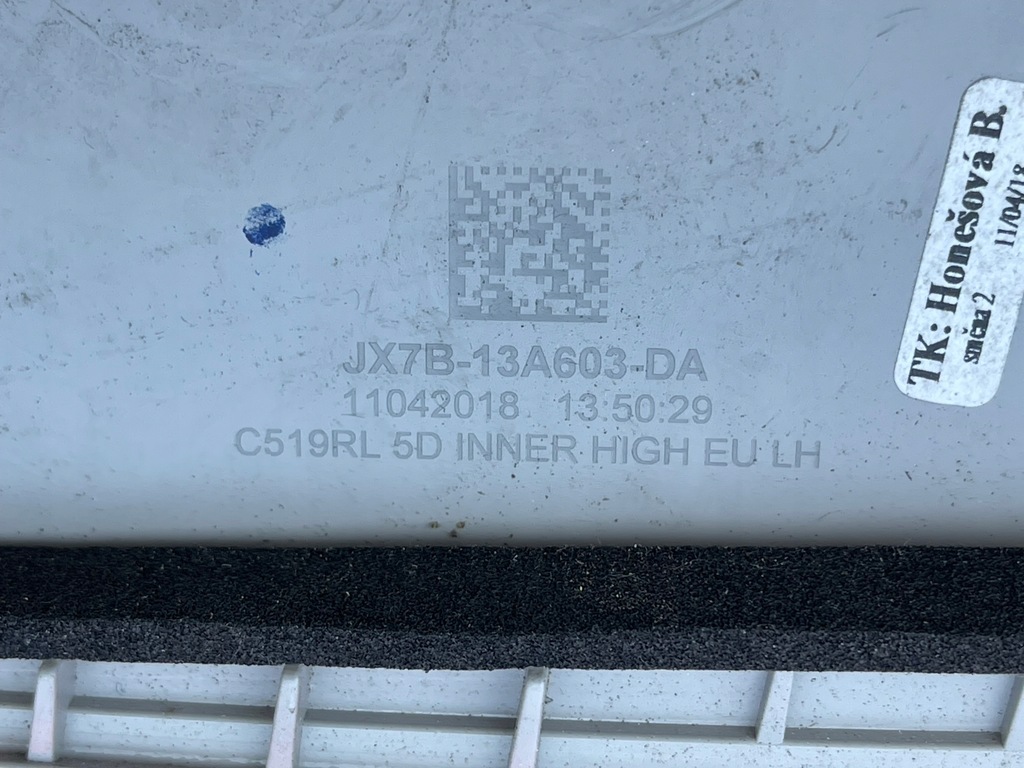 JX7B-13A603-DA
11042018 13:50:29
C519RL 5D INNER HIGH EU LH
TK: Honešová B.
směna 2 11/04/18